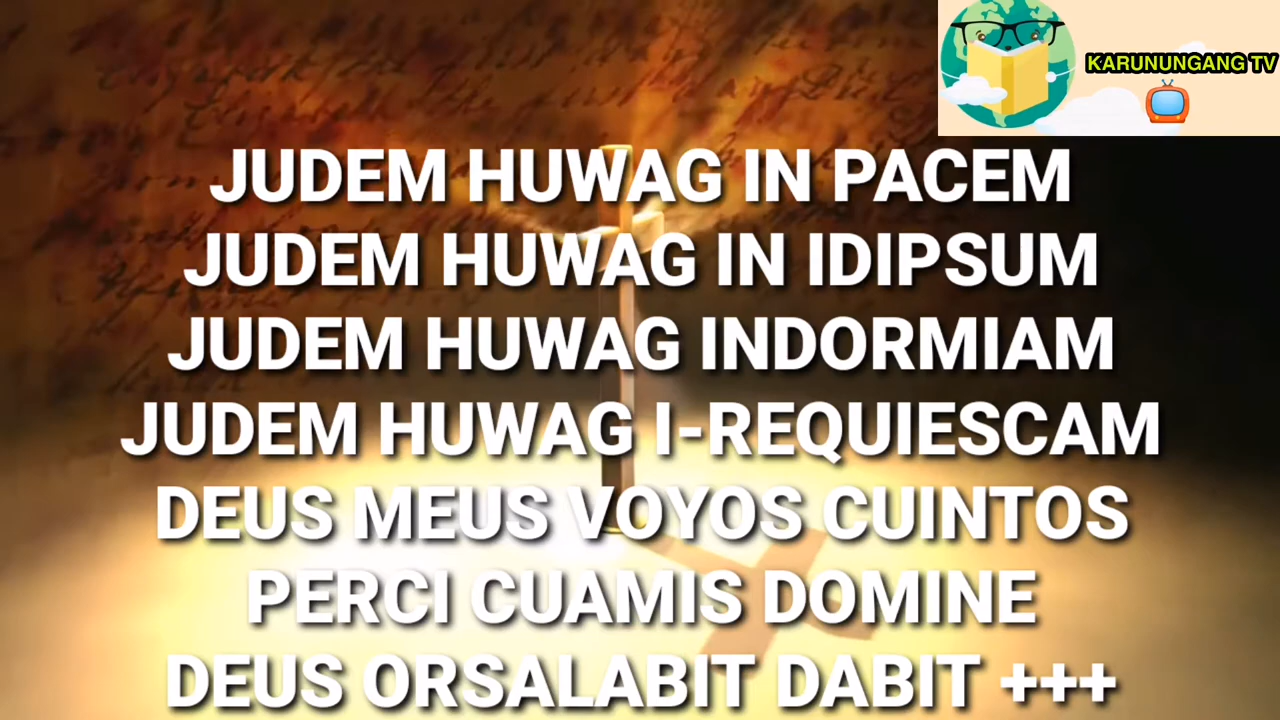 KARUNUNGANG TV
JUDEM HUWAG IN PACEM
JUDEM HUWAG IN IDIPSUM
JUDEM HUWAG INDORMIAM
JUDEM HUWAG I-REQUIESCAM
DEUS MEUS VOYOS CUINTOS
PERCI CUAMIS DOMINE
DEUS ORSALABIT DABIT +++